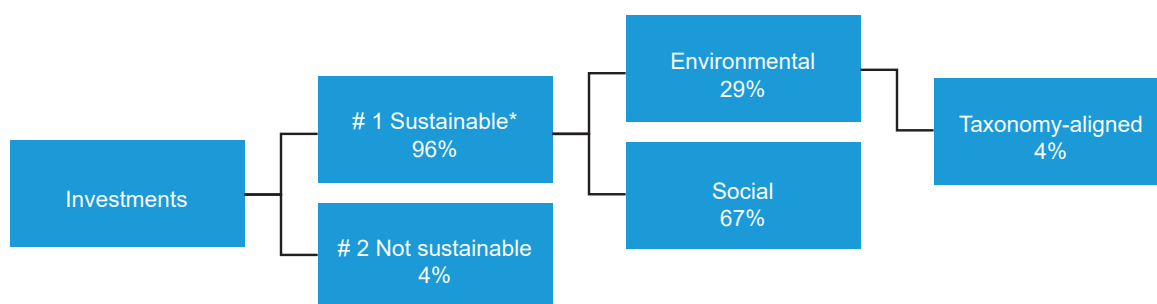 Investments
# 1 Sustainable*
96%
# 2 Not sustainable
4%
Environmental
29%
Social
67%
Taxonomy-aligned
4%